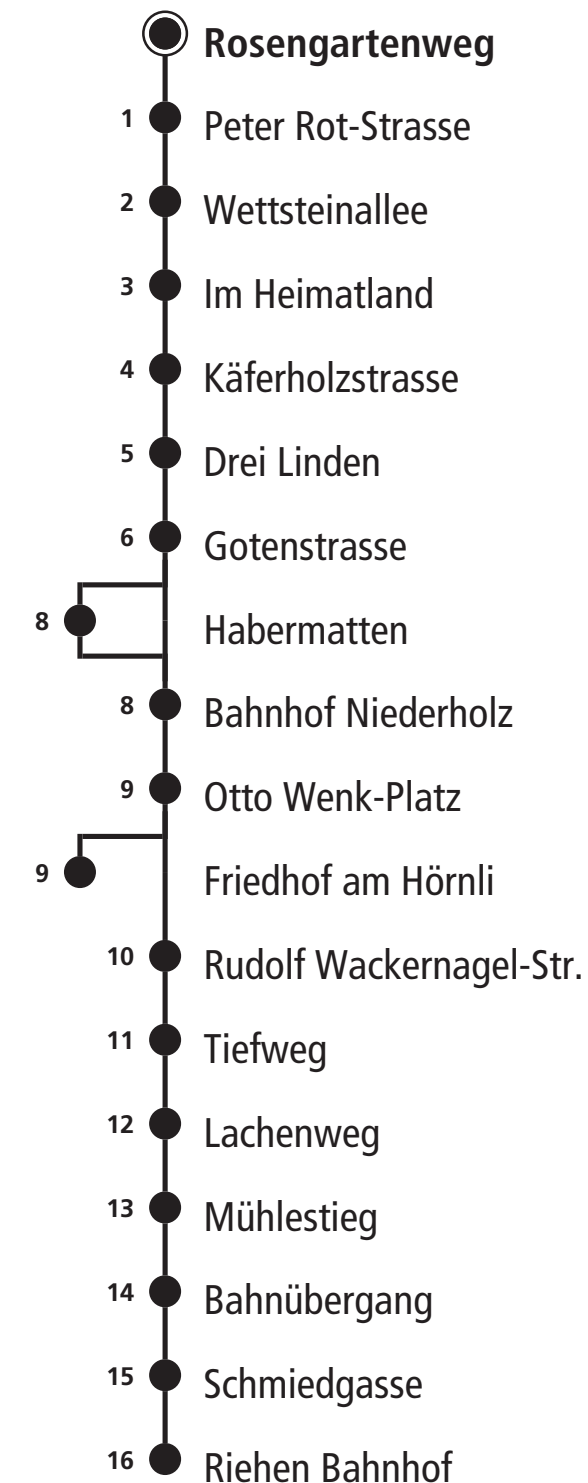 Rosengartenweg
1 Peter Rot-Strasse
2 Wettsteinallee
3 Im Heimatland
4 Käferholzstrasse
5 Drei Linden
6 Gotenstrasse
8 Habermatten
8 Bahnhof Niederholz
9 Otto Wenk-Platz
9 Friedhof am Hörnli
10 Rudolf Wackernagel-Str.
11 Tiefweg
12 Lachenweg
13 Mühlestieg
14 Bahnübergang
15 Schmiedgasse
16 Riehen Bahnhof